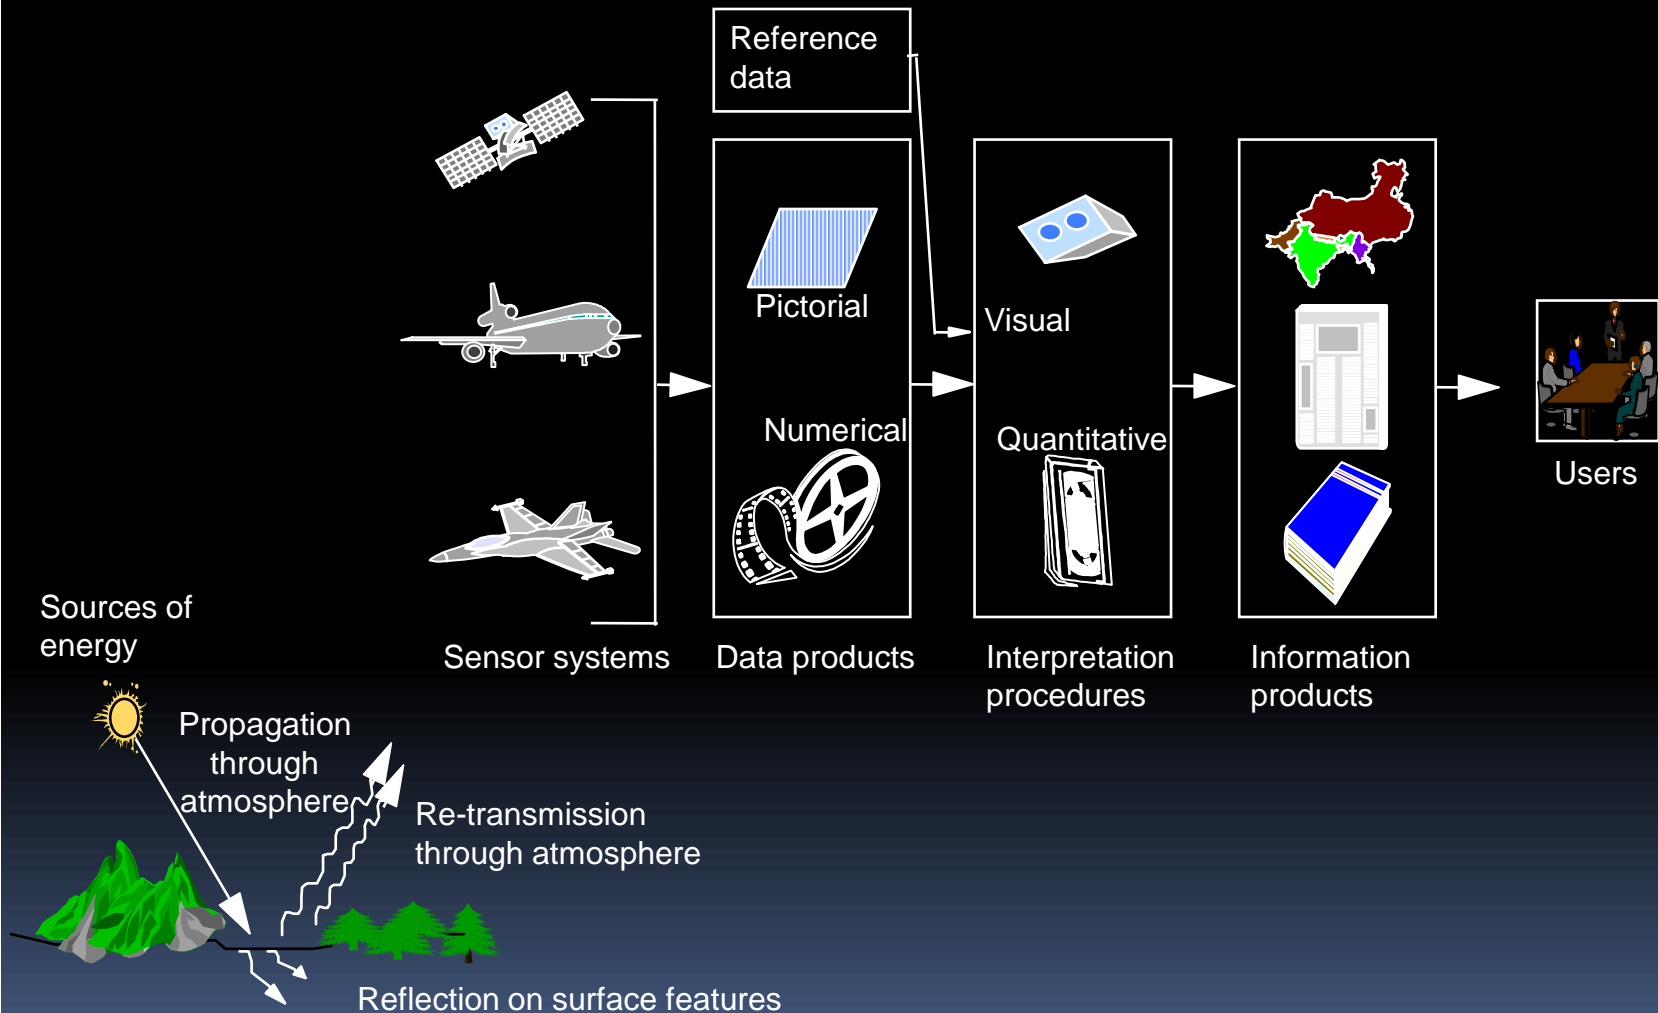 Reference
data
Pictorial
Numerical
Visual
Quantitative
Users
Sources of
energy
Sensor systems
Data products
Interpretation
procedures
Information
products
Propagation
through
atmosphere
Re-transmission
through atmosphere
Reflection on surface features